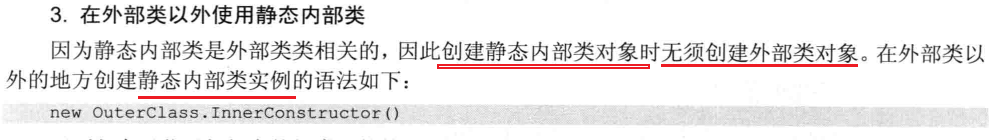 3. 在外部类以外使用静态内部类
因为静态内部类是外部类类相关的，因此创建静态内部类对象时无须创建外部类对象。在外部类以
外的地方创建静态内部类实例的语法如下：
new OuterClass.InnerConstructor()